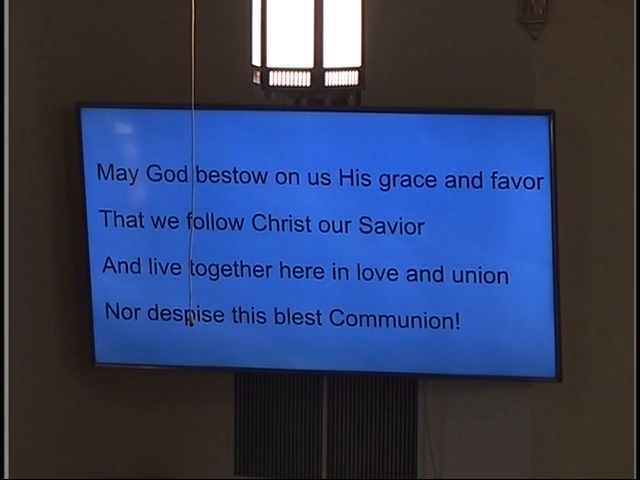 May God bestow on us His grace and favor
That we follow Christ our Savior
And live together here in love and union
Nor despise this blest Communion!